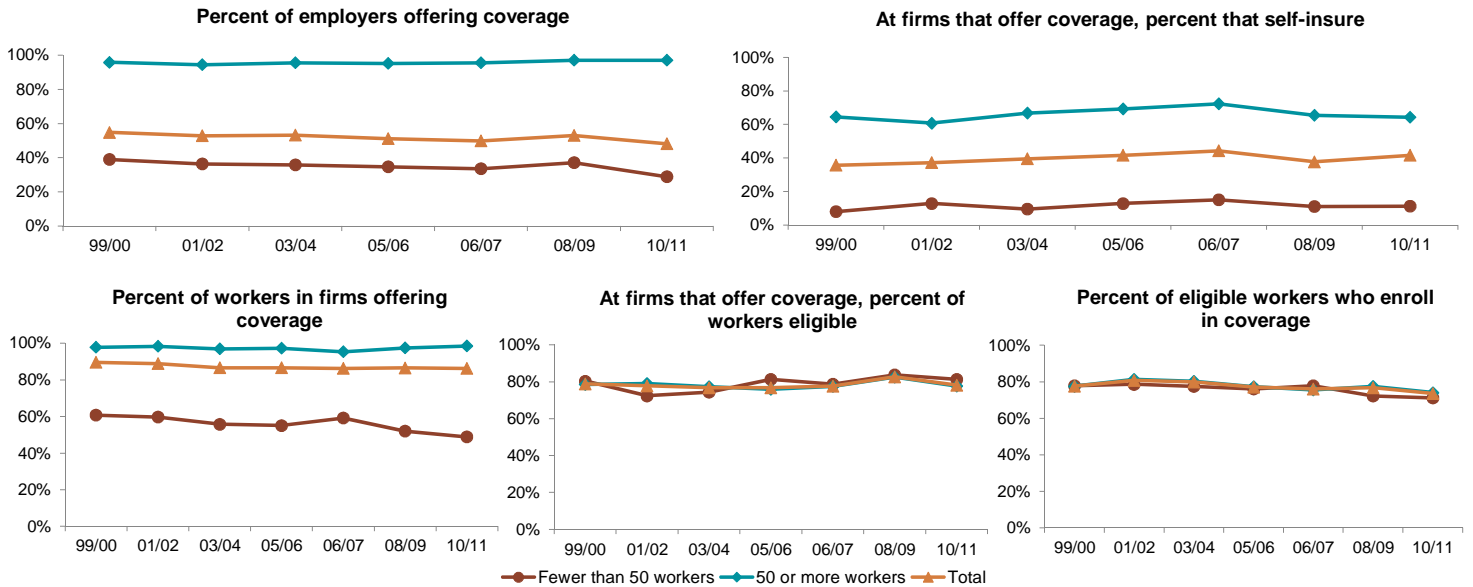 Percent of employers offering coverage
100%
80%
60%
40%
20%
0%
99/00 01/02 03/04 05/06 06/07 08/09 10/11
At firms that offer coverage, percent that self-insure
100%
80%
60%
40%
20%
0%
99/00 01/02 03/04 05/06 06/07 08/09 10/11
Percent of workers in firms offering
coverage
100%
80%
60%
40%
20%
0%
99/00 01/02 03/04 05/06 06/07 08/09 10/11
At firms that offer coverage, percent of
workers eligible
100%
80%
60%
40%
20%
0%
99/00 01/02 03/04 05/06 06/07 08/09 10/11
Percent of eligible workers who enroll
in coverage
100%
80%
60%
40%
20%
0%
99/00 01/02 03/04 05/06 06/07 08/09 10/11
Fewer than 50 workers 50 or more workers Total